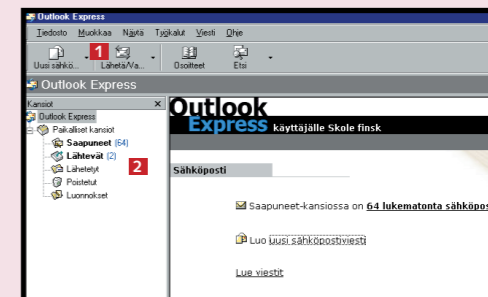 Outlook Express
Tiedosto Muokkaa Näytä Työkalut Viesti Ohje
1
Uusi sähkö... Lähetä/Va... Osoitteet Etsi
Outlook Express
Kansiot
Outlook Express
Paikalliset kansiot
Saapuneet (64)
Lähtevät (2)
Lähetetyt
2
Poistetut
Luonnokset
Outlook
Express käyttäjälle Skole finsk
Sähköposti
Saapuneet-kansiossa on 64 lukematonta sähköpos
Luo uusi sähköpostiviesti
Lue viestit